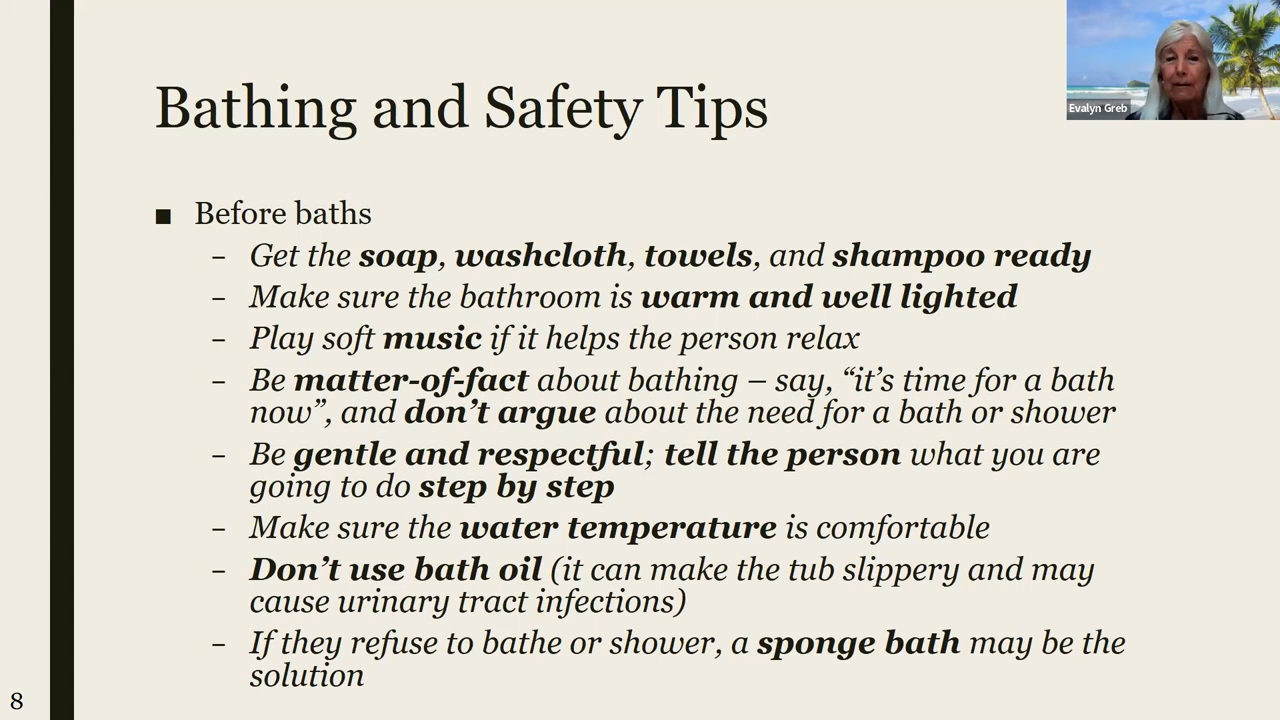 Bathing and Safety Tips
Evalyn Greb
■ Before baths
– Get the soap, washcloth, towels, and shampoo ready
– Make sure the bathroom is warm and well lighted
– Play soft music if it helps the person relax
– Be matter-of-fact about bathing – say, “it’s time for a bath
now”, and don’t argue about the need for a bath or shower
– Be gentle and respectful; tell the person what you are
going to do step by step
– Make sure the water temperature is comfortable
– Don’t use bath oil (it can make the tub slippery and may
cause urinary tract infections)
– If they refuse to bathe or shower, a sponge bath may be the
solution
8